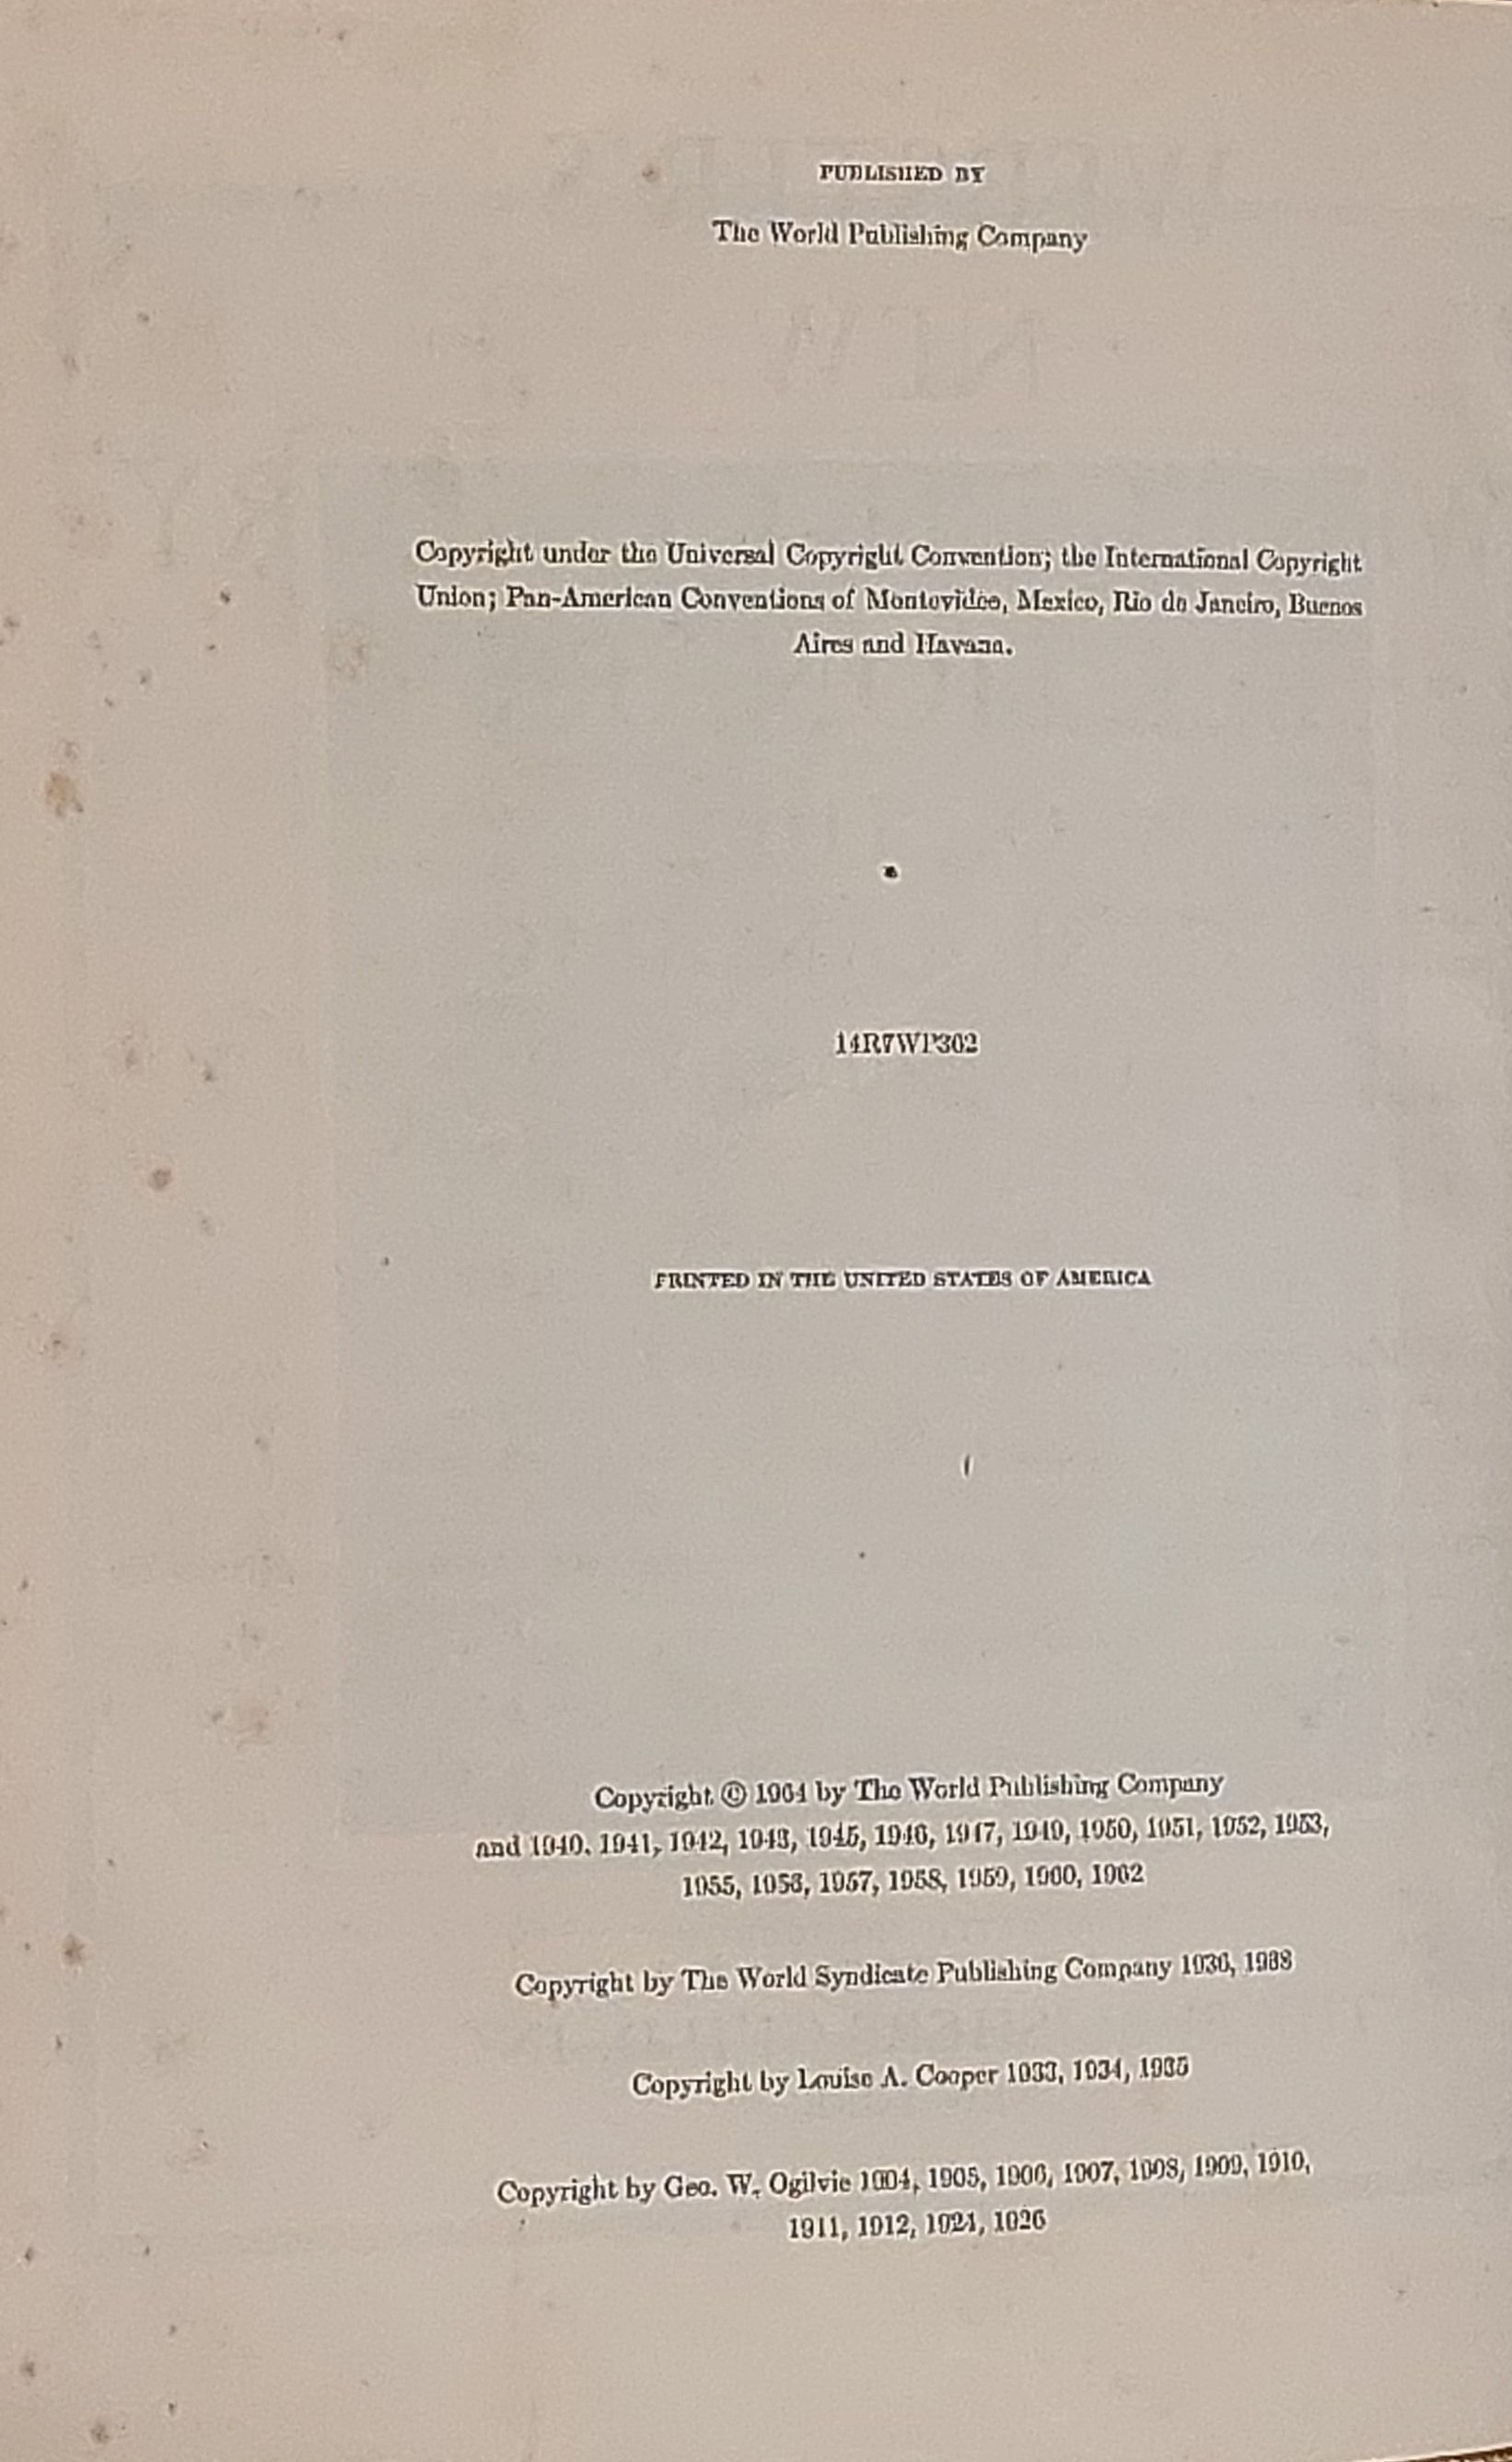 PUBLISHED BY
The World Publishing Company
Copyright under the Universal Copyright Convention; the International Copyright
Union; Pan-American Conventions of Montevideo, Mexico, Rio de Janeiro, Buenos
Aires and Havana.
14R7WP302
PRINTED IN THE UNITED STATES OF AMERICA
Copyright © 1964 by The World Publishing Company
and 1940, 1941, 1942, 1943, 1945, 1946, 1947, 1949, 1950, 1951, 1952, 1953,
1955, 1957, 1958, 1959, 1960, 1962
Copyright by The World Syndicate Publishing Company 1936, 1938
Copyright by Louise A. Cooper 1933, 1934, 1935
Copyright by Geo. W. Ogilvie 1904, 1905, 1906, 1907, 1908, 1909, 1910,
1911, 1912, 1924, 1926